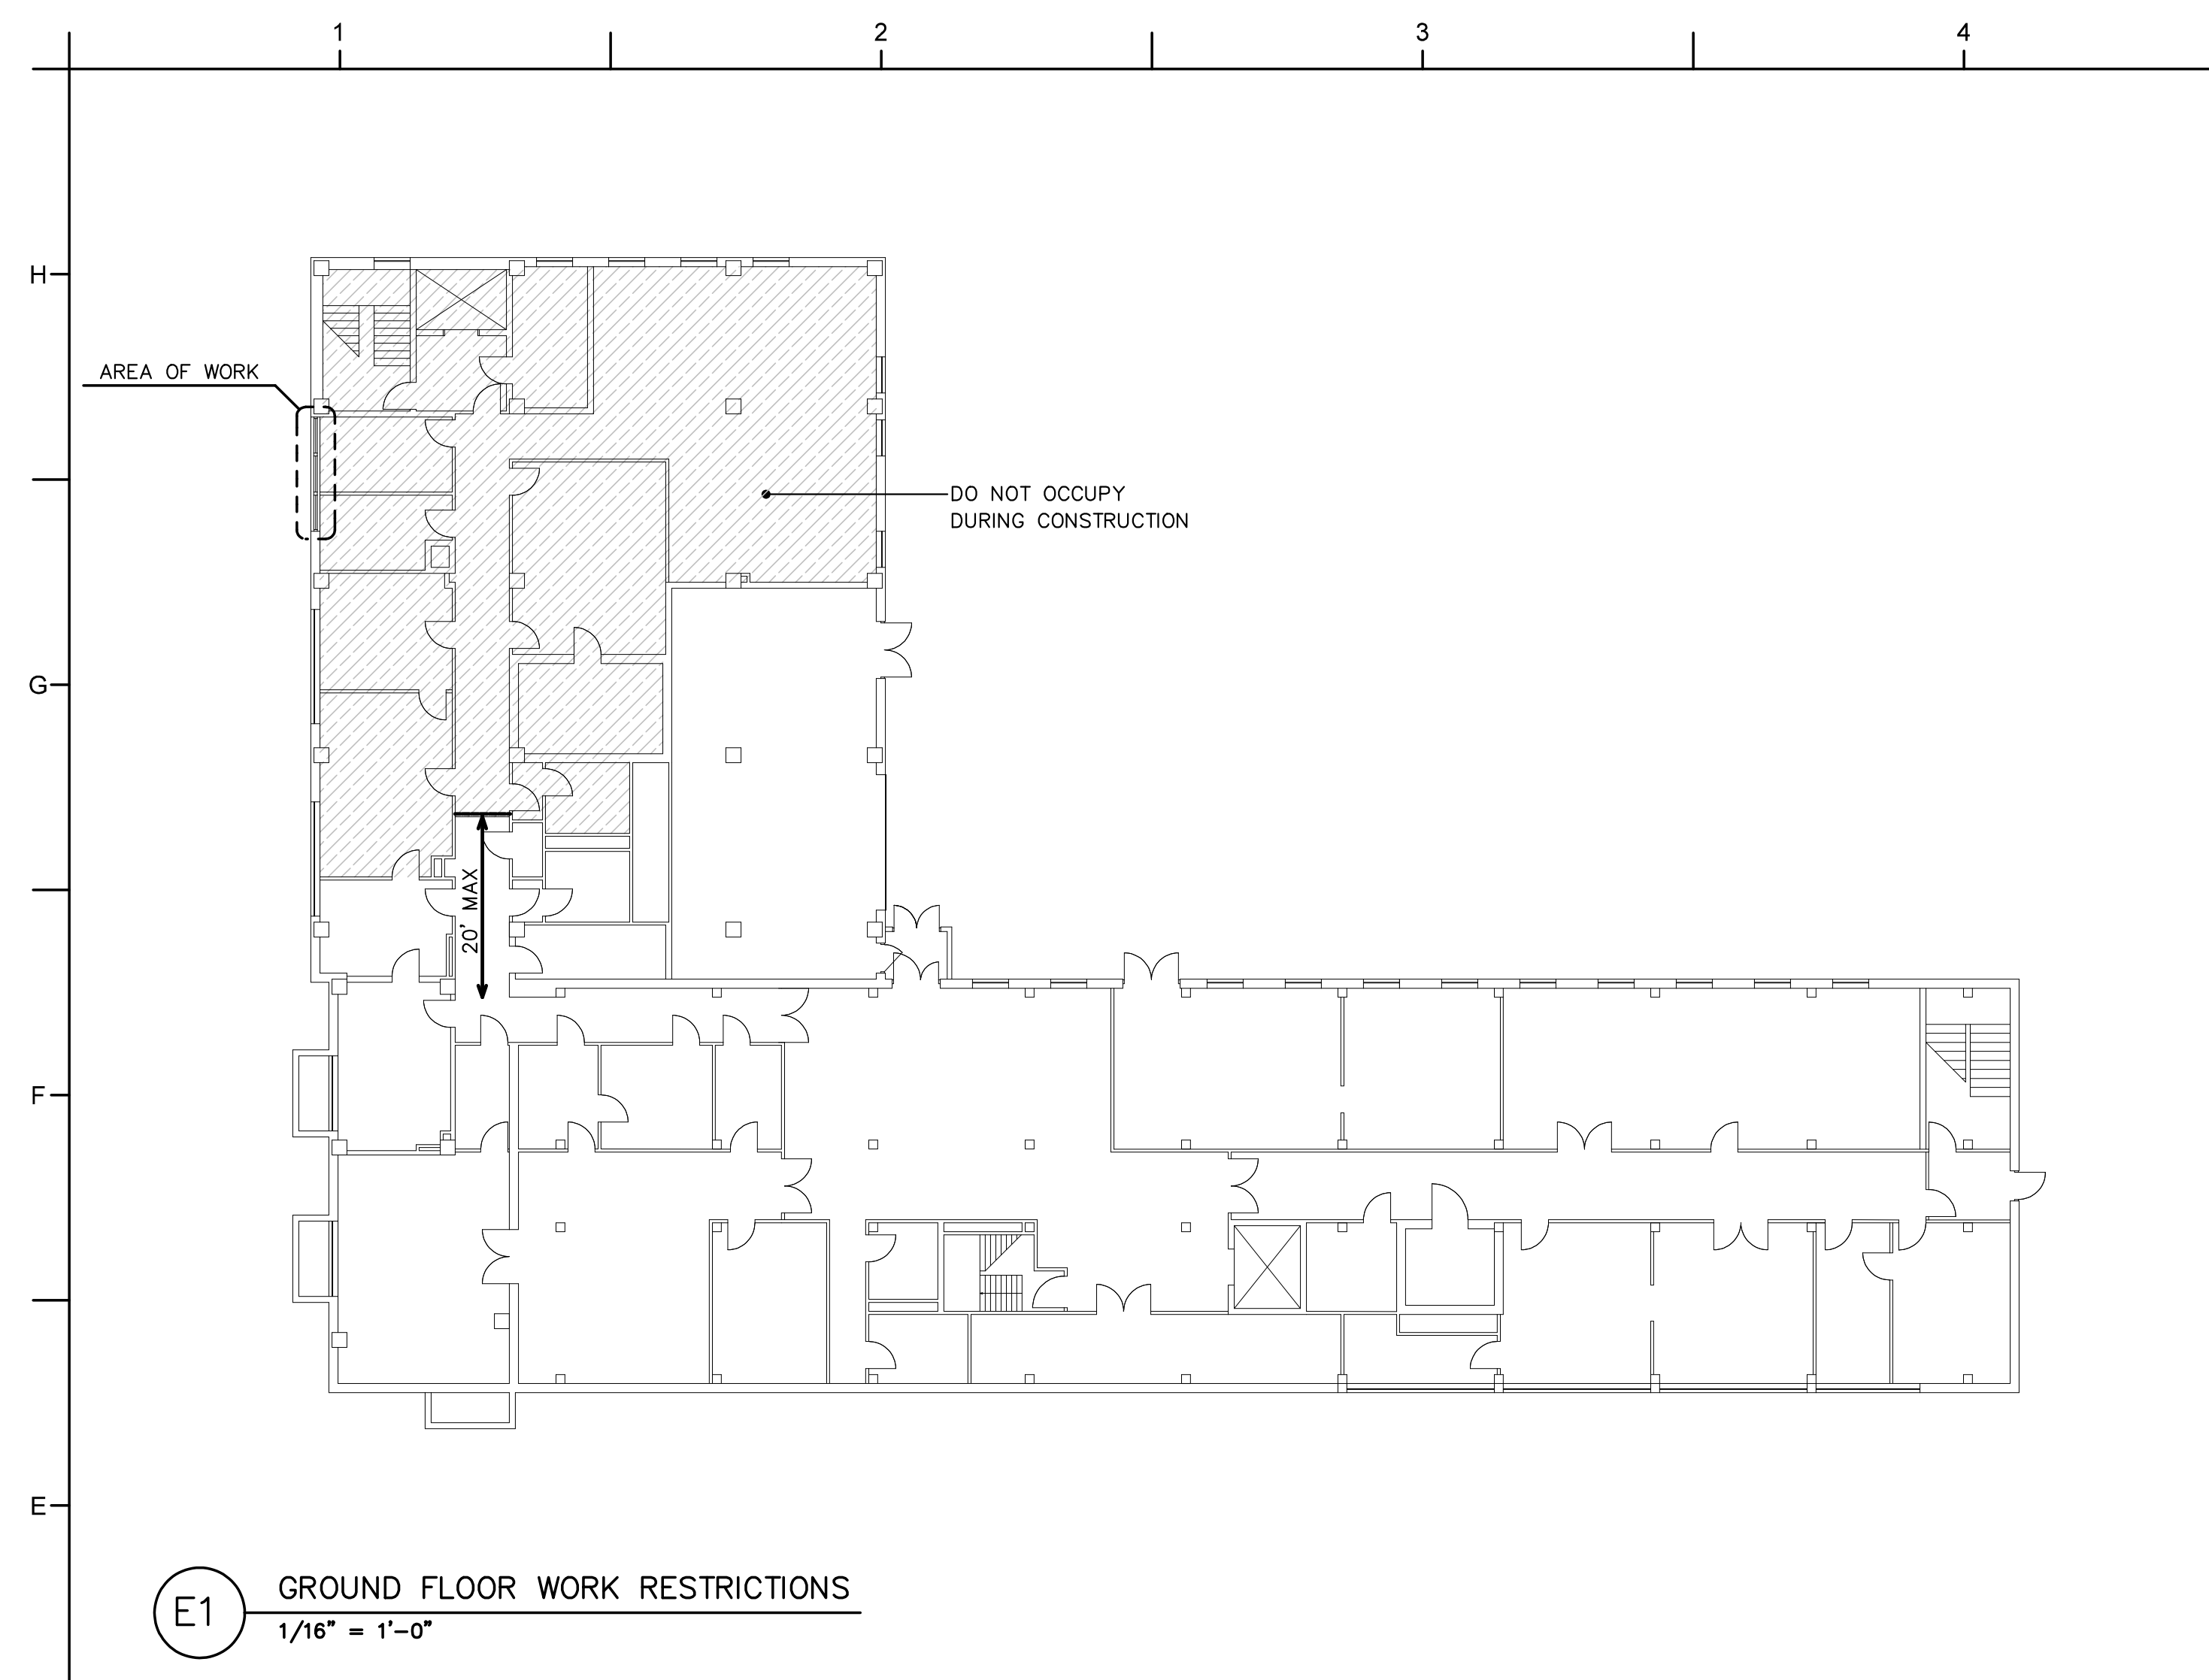 1 2 3 4
H
AREA OF WORK
DO NOT OCCUPY
DURING CONSTRUCTION
G
20' MAX
F
E
E1
GROUND FLOOR WORK RESTRICTIONS
1/16" = 1'-0"